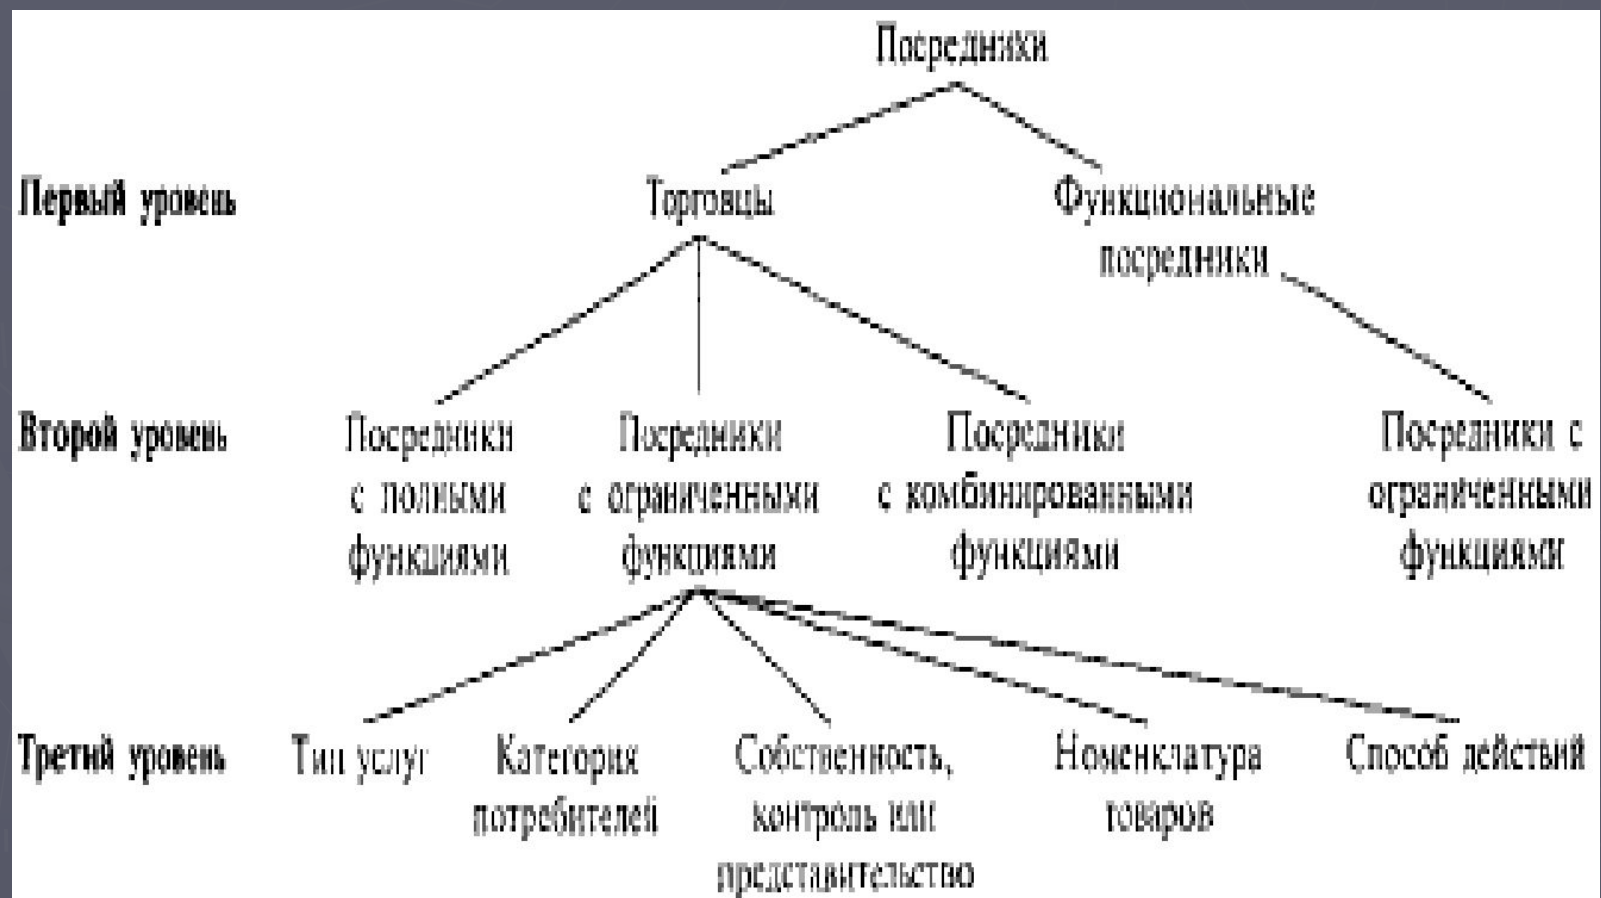 Посредники
Первый уровень Торговцы Функциональные
посредники
Второй уровень Посредники Посредники Посредники Посредники с
с полными с ограниченными с комбинированными ограниченными
функциями функциями функциями функциями
Третий уровень Тип услуг Категория Собственность, Номенклатура Способ действий
потребителей контроль или товаров
представительство